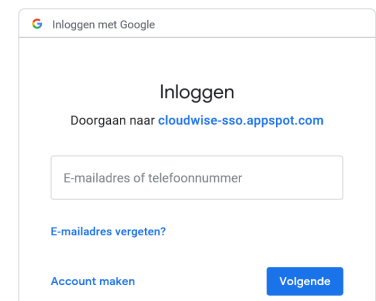 Inloggen met Google
Inloggen
Doorgaan naar cloudwise-sso.appspot.com
E-mailadres of telefoonnummer
E-mailadres vergeten?
Account maken
Volgende